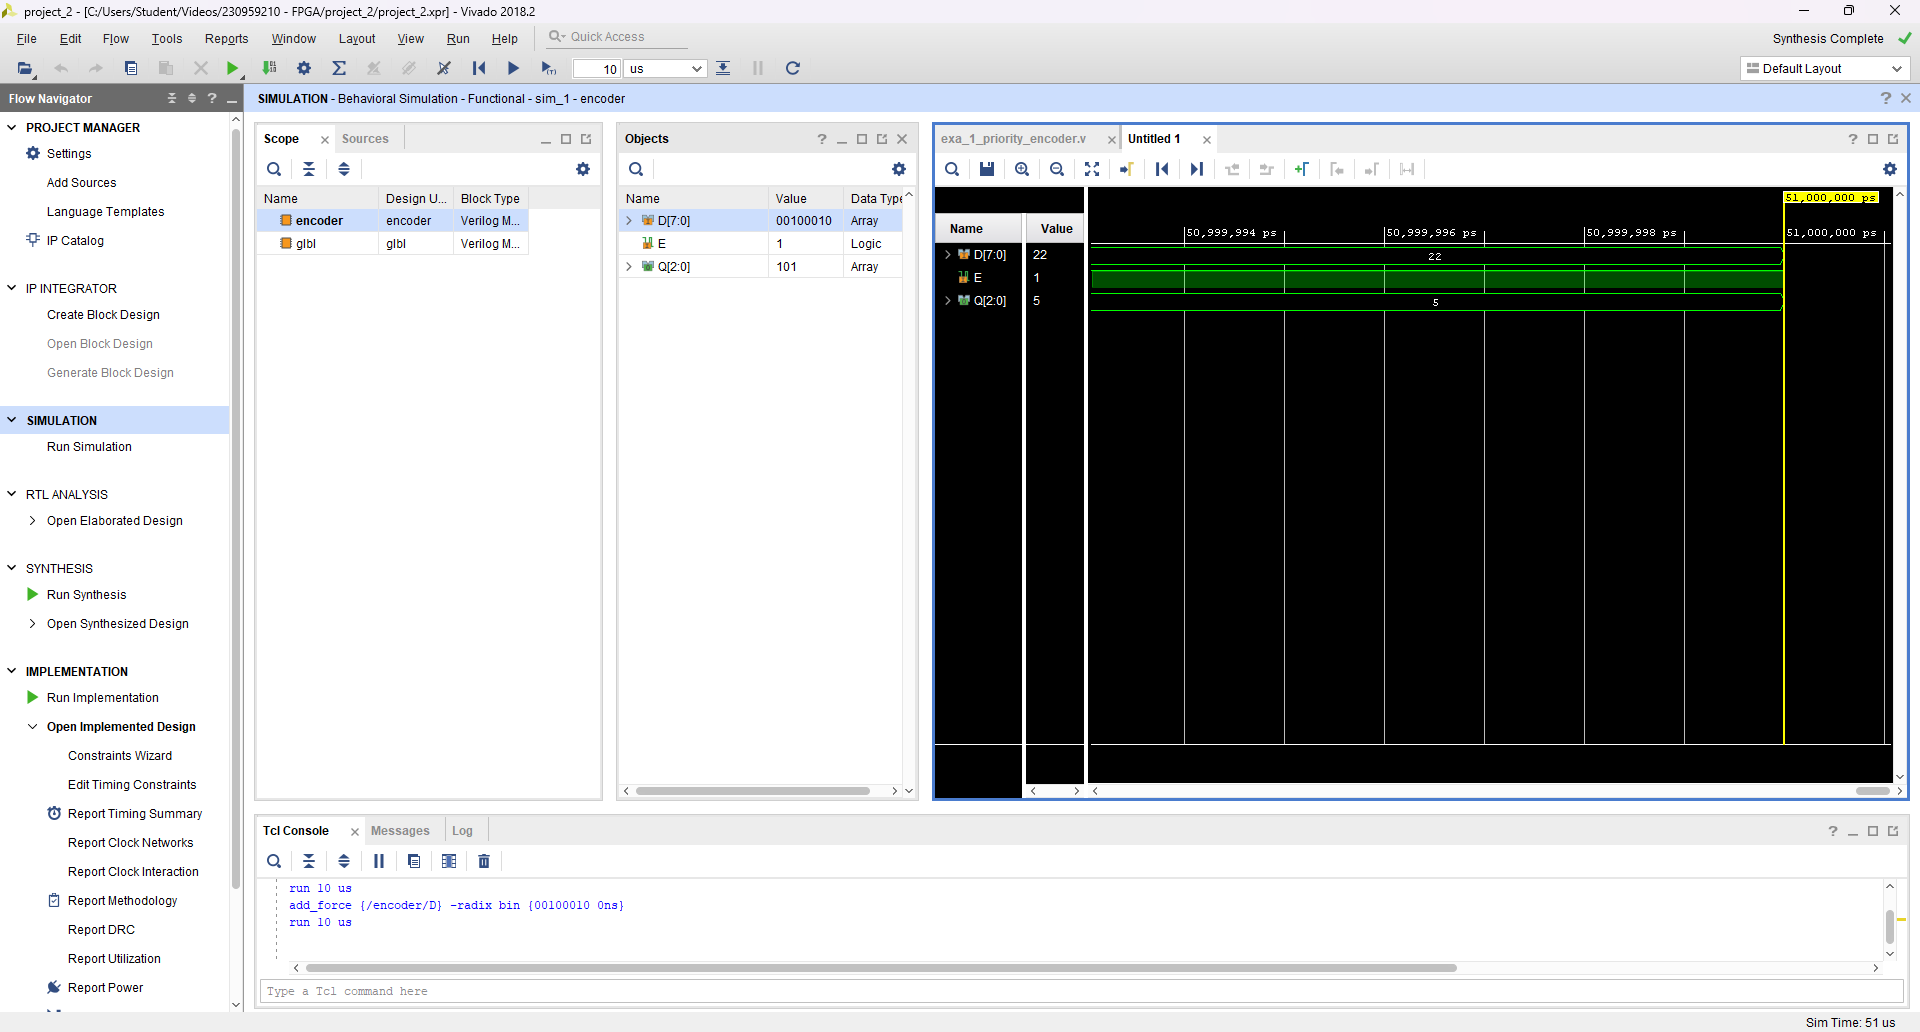 project_2 - [C:/Users/Student/Videos/230959210 - FPGA/project_2/project_2.xpr] - Vivado 2018.2
File Edit Flow Tools Reports Window Layout View Run Help Quick Access
Synthesis Complete
10 us
Default Layout
Flow Navigator
PROJECT MANAGER
Settings
Add Sources
Language Templates
IP Catalog
IP INTEGRATOR
Create Block Design
Open Block Design
Generate Block Design
SIMULATION
Run Simulation
RTL ANALYSIS
Open Elaborated Design
SYNTHESIS
Run Synthesis
Open Synthesized Design
IMPLEMENTATION
Run Implementation
Open Implemented Design
Constraints Wizard
Edit Timing Constraints
Report Timing Summary
Report Clock Networks
Report Clock Interaction
Report Methodology
Report DRC
Report Utilization
Report Power
SIMULATION - Behavioral Simulation - Functional - sim_1 - encoder
Scope Sources
Name Design U... Block Type
encoder encoder Verilog M...
glbl glbl Verilog M...
Objects
Name Value Data Type
D[7:0] 00100010 Array
E 1 Logic
Q[2:0] 101 Array
exa_1_priority_encoder.v Untitled 1
51,000,000 ps
Name Value
50,999,994 ps 50,999,996 ps 50,999,998 ps 51,000,000 ps
D[7:0] 22 22
E 1
Q[2:0] 5 5
Tcl Console Messages Log
run 10 us
add_force {/encoder/D} -radix bin {00100010 0ns}
run 10 us
Type a Tcl command here
Sim Time: 51 us